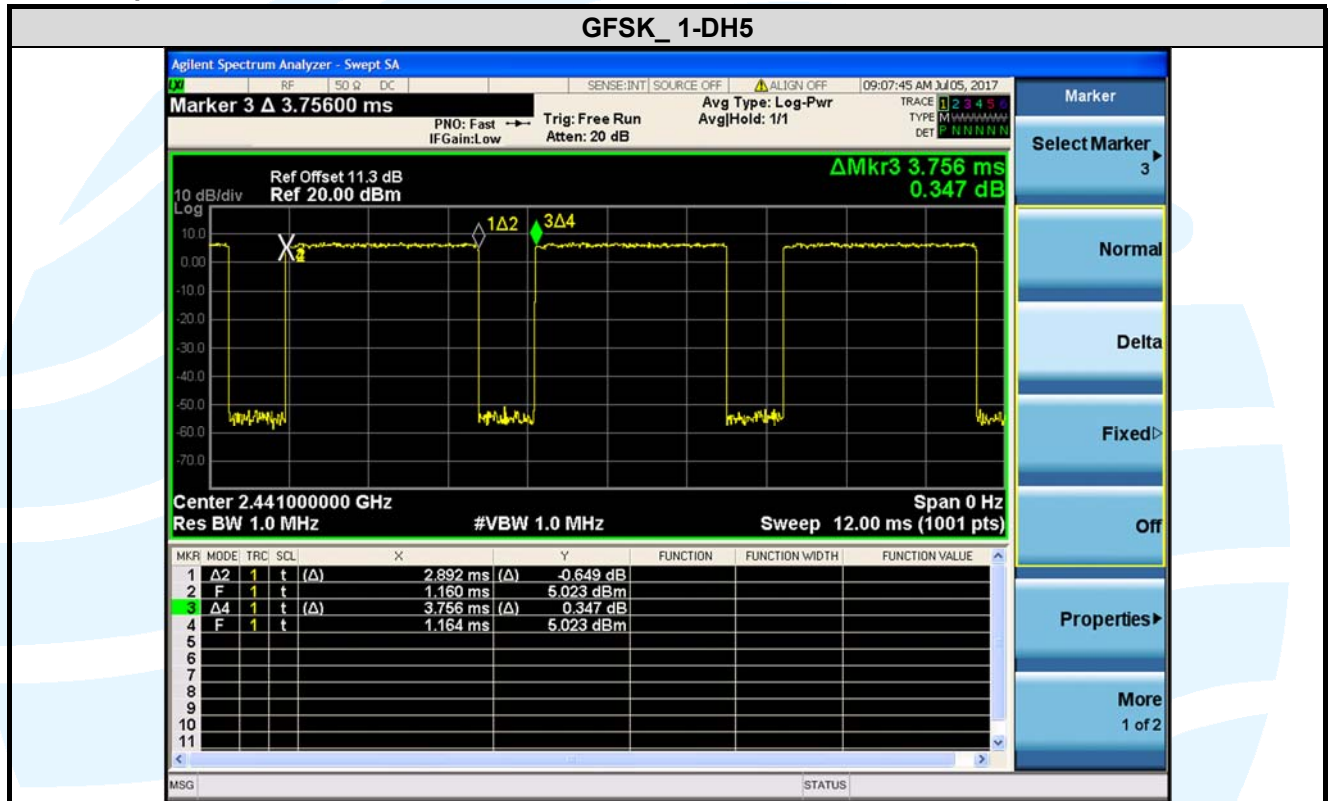 GFSK_ 1-DH5
Agilent Spectrum Analyzer - Swept SA
LXI RF 50 Ω DC SENSE:INT SOURCE OFF ⚠ALIGN OFF 09:07:45 AM Jul 05, 2017
Marker 3 Δ 3.75600 ms
PNO: Fast
IFGain:Low
Trig: Free Run
Atten: 20 dB
Avg Type: Log-Pwr
Avg|Hold: 1/1
TRACE 1 2 3 4 5 6
TYPE M
DET P N N N N N
ΔMkr3 3.756 ms
0.347 dB
Ref Offset 11.3 dB
10 dB/div Ref 20.00 dBm
Log
10.0
0.00
-10.0
-20.0
-30.0
-40.0
-50.0
-60.0
-70.0
1Δ2
3Δ4
Center 2.441000000 GHz Span 0 Hz
Res BW 1.0 MHz #VBW 1.0 MHz Sweep 12.00 ms (1001 pts)
MKR MODE TRC SCL X Y FUNCTION FUNCTION WIDTH FUNCTION VALUE
1 Δ2 1 t (Δ) 2.892 ms (Δ) -0.649 dB
2 F 1 t 1.160 ms 5.023 dBm
3 Δ4 1 t (Δ) 3.756 ms (Δ) 0.347 dB
4 F 1 t 1.164 ms 5.023 dBm
5
6
7
8
9
10
11
MSG STATUS
Marker
Select Marker
3
Normal
Delta
Fixed
Off
Properties
More
1 of 2